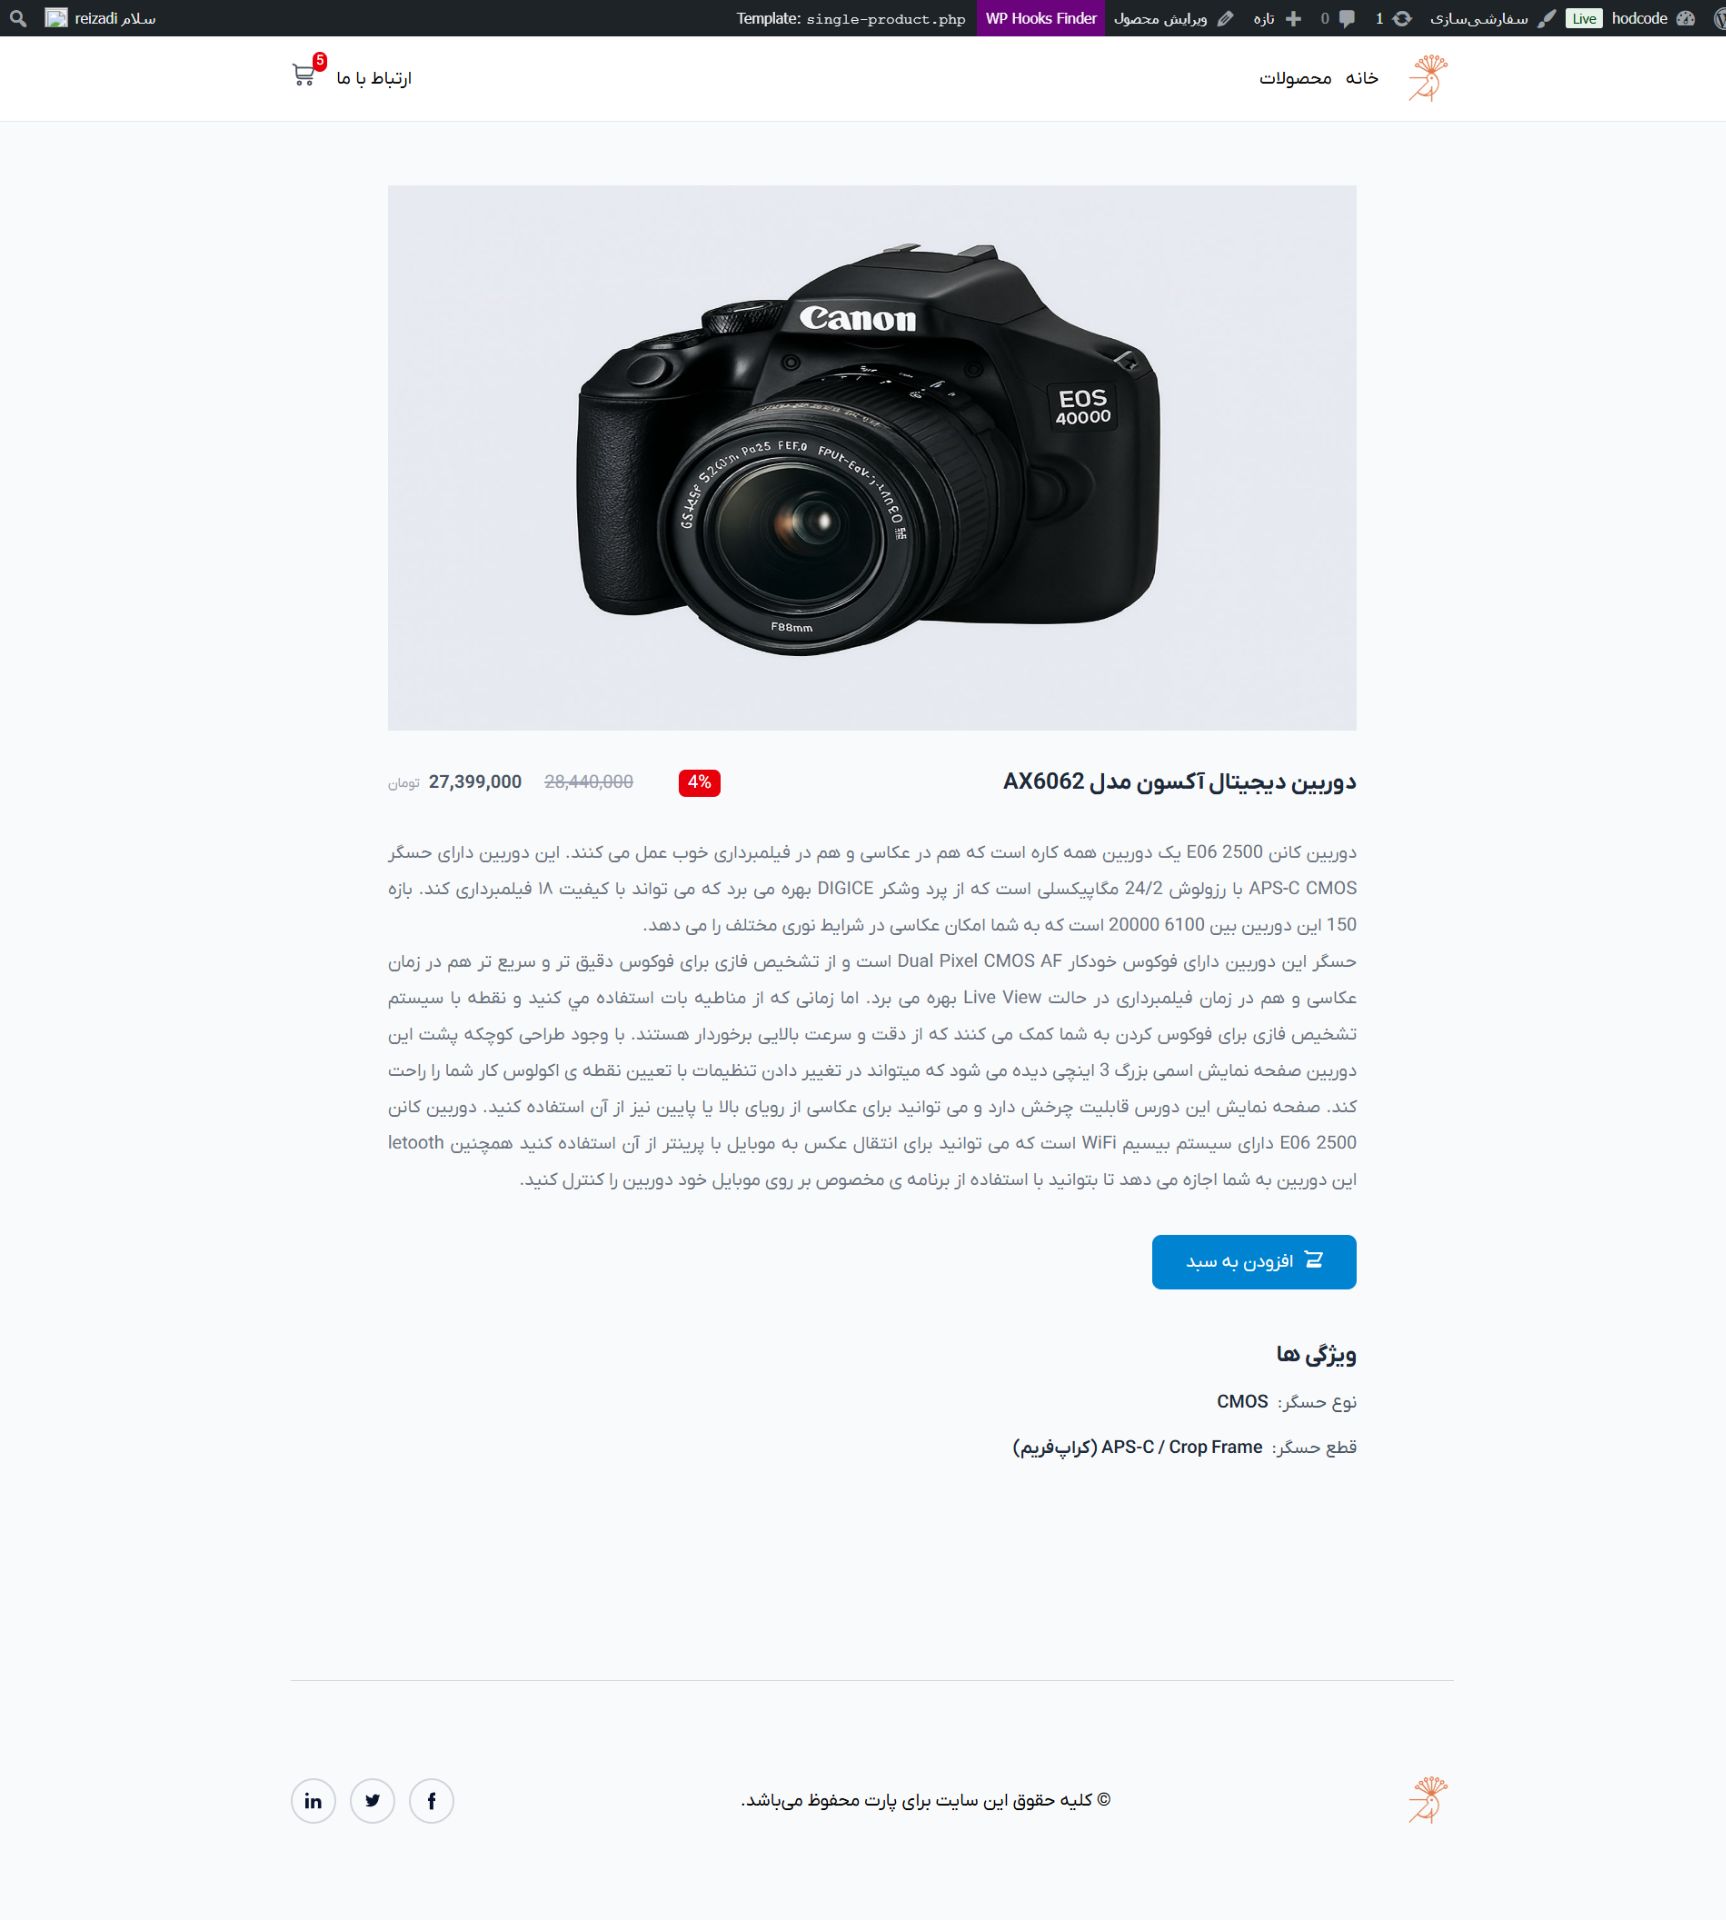 hodcode
Live
سفارشی‌سازی
1
0
تازه
ویرایش محصول
WP Hooks Finder
Template: single-product.php
سلام reizadi
خانه
محصولات
ارتباط با ما
5
Canon
EOS
40000
F88mm
دوربین دیجیتال آکسون مدل AX6062
4%
28,440,000
27,399,000 تومان
دوربین کانن E06 2500 یک دوربین همه کاره است که هم در عکاسی و هم در فیلمبرداری خوب عمل می کنند. این دوربین دارای حسگر
APS-C CMOS با رزولوش 24/2 مگاپیکسلی است که از پرد وشکر DIGICE بهره می برد که می تواند با کیفیت ۱۸ فیلمبرداری کند. بازه
150 این دوربین بین 6100 20000 است که به شما امکان عکاسی در شرایط نوری مختلف را می دهد.
حسگر این دوربین دارای فوکوس خودکار Dual Pixel CMOS AF است و از تشخیص فازی برای فوکوس دقیق تر و سریع تر هم در زمان
عکاسی و هم در زمان فیلمبرداری در حالت Live View بهره می برد. اما زمانی که از مناطیه بات استفاده مي کنید و نقطه با سیستم
تشخیص فازی برای فوکوس کردن به شما کمک می کنند که از دقت و سرعت بالایی برخوردار هستند. با وجود طراحی کوچکه پشت این
دوربین صفحه نمایش اسمی بزرگ 3 اینچی دیده می شود که میتواند در تغییر دادن تنظیمات با تعیین نقطه ی اکولوس کار شما را راحت
کند. صفحه نمایش این دورس قابلیت چرخش دارد و می توانید برای عکاسی از رویای بالا یا پایین نیز از آن استفاده کنید. دوربین کانن
E06 2500 دارای سیستم بیسیم WiFi است که می توانید برای انتقال عکس به موبایل با پرینتر از آن استفاده کنید همچنین letooth
این دوربین به شما اجازه می دهد تا بتوانید با استفاده از برنامه ی مخصوص بر روی موبایل خود دوربین را کنترل کنید.
افزودن به سبد
ویژگی ها
نوع حسگر: CMOS
قطع حسگر: APS-C / Crop Frame (کراپ‌فریم)
© کلیه حقوق این سایت برای پارت محفوظ می‌باشد.